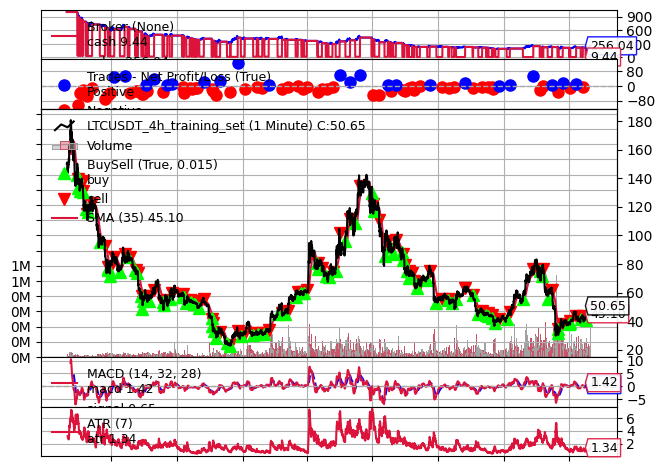 Broker (None)
cash 9.44
900
600
300
256.04
0
9.44
Trades - Net Profit/Loss (True)
Positive
Negative
80
0
−80
LTCUSDT_4h_training_set (1 Minute) C:50.65
Volume
BuySell (True, 0.015)
buy
sell
SMA (35) 45.10
180
160
140
120
100
80
60
50.65
45.10
40
20
1M
1M
0M
0M
0M
0M
0M
MACD (14, 32, 28)
macd 1.42
signal 0.65
10
5
1.42
0
−5
ATR (7)
atr 1.34
6
4
2
1.34